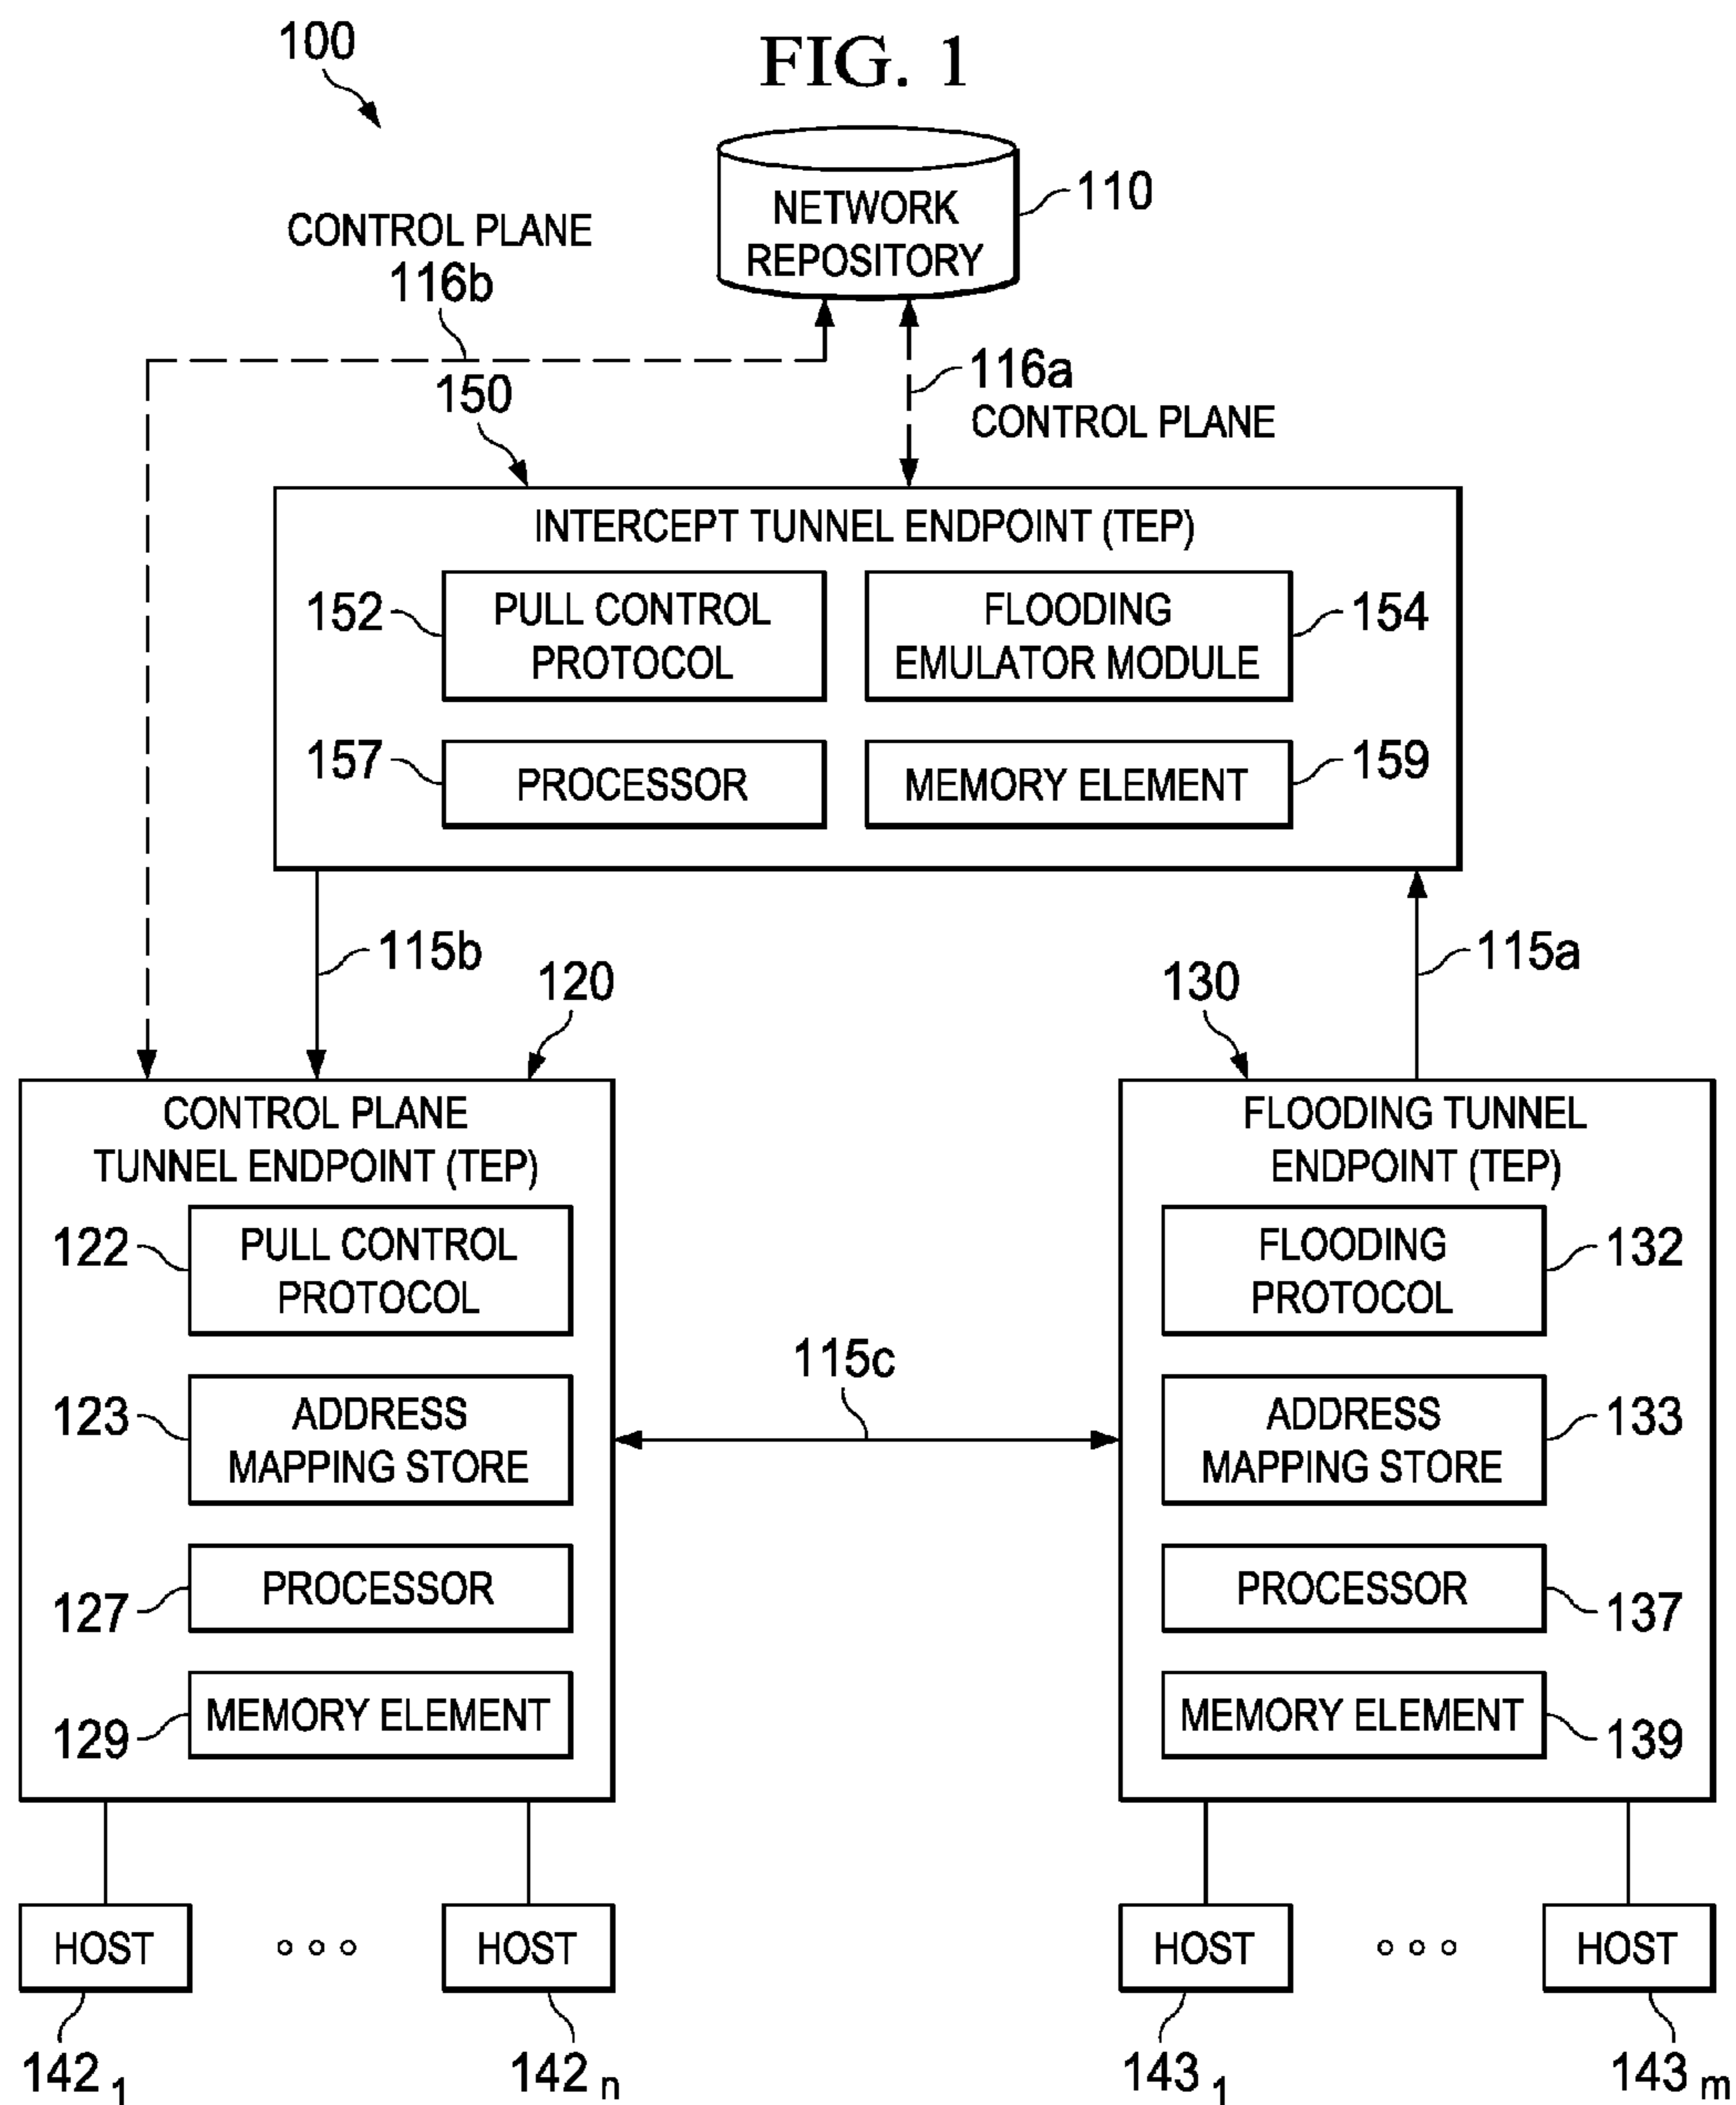 100
FIG. 1
NETWORK
REPOSITORY
110
CONTROL PLANE
116b
116a
CONTROL PLANE
150
INTERCEPT TUNNEL ENDPOINT (TEP)
152
PULL CONTROL
PROTOCOL
FLOODING
EMULATOR MODULE
154
157
PROCESSOR
MEMORY ELEMENT
159
115b
115a
120
130
CONTROL PLANE
TUNNEL ENDPOINT (TEP)
122
PULL CONTROL
PROTOCOL
123
ADDRESS
MAPPING STORE
127
PROCESSOR
129
MEMORY ELEMENT
115c
FLOODING TUNNEL
ENDPOINT (TEP)
FLOODING
PROTOCOL
132
ADDRESS
MAPPING STORE
133
PROCESSOR
137
MEMORY ELEMENT
139
HOST
HOST
HOST
HOST
142 1
142 n
143 1
143 m